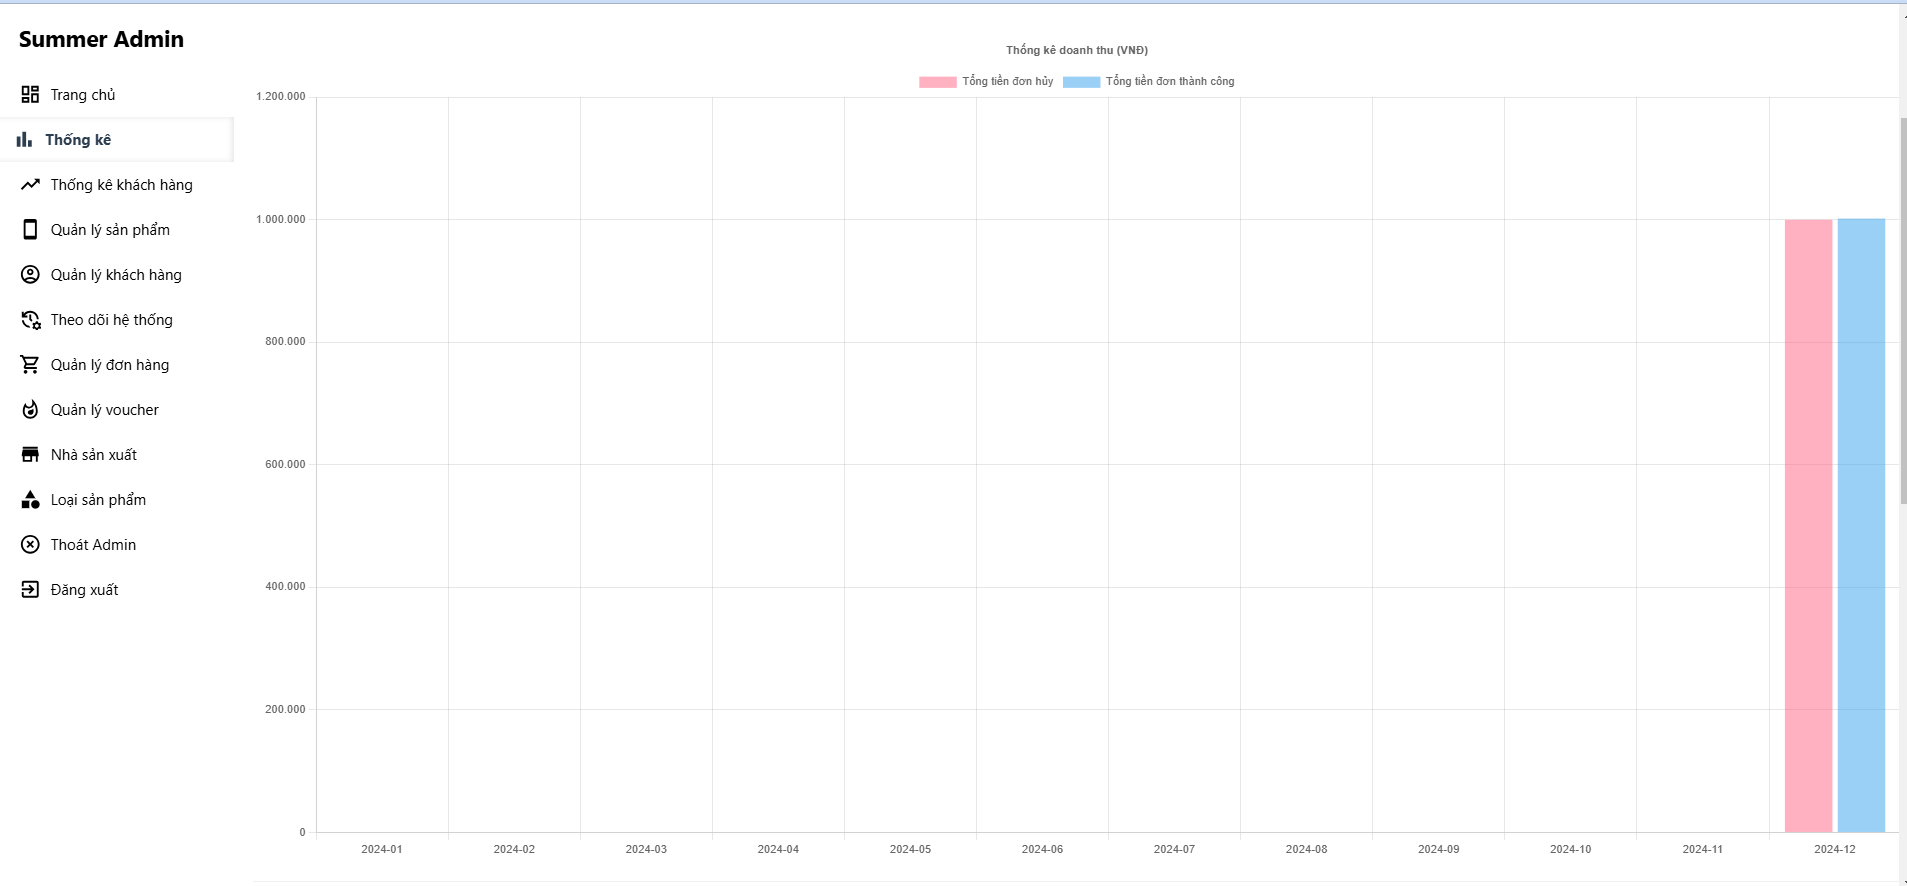 Summer Admin
Trang chủ
Thống kê
Thống kê khách hàng
Quản lý sản phẩm
Quản lý khách hàng
Theo dõi hệ thống
Quản lý đơn hàng
Quản lý voucher
Nhà sản xuất
Loại sản phẩm
Thoát Admin
Đăng xuất
Thống kê doanh thu (VNĐ)
Tổng tiền đơn hủy Tổng tiền đơn thành công
1.200.000
1.000.000
800.000
600.000
400.000
200.000
0
2024-01 2024-02 2024-03 2024-04 2024-05 2024-06 2024-07 2024-08 2024-09 2024-10 2024-11 2024-12